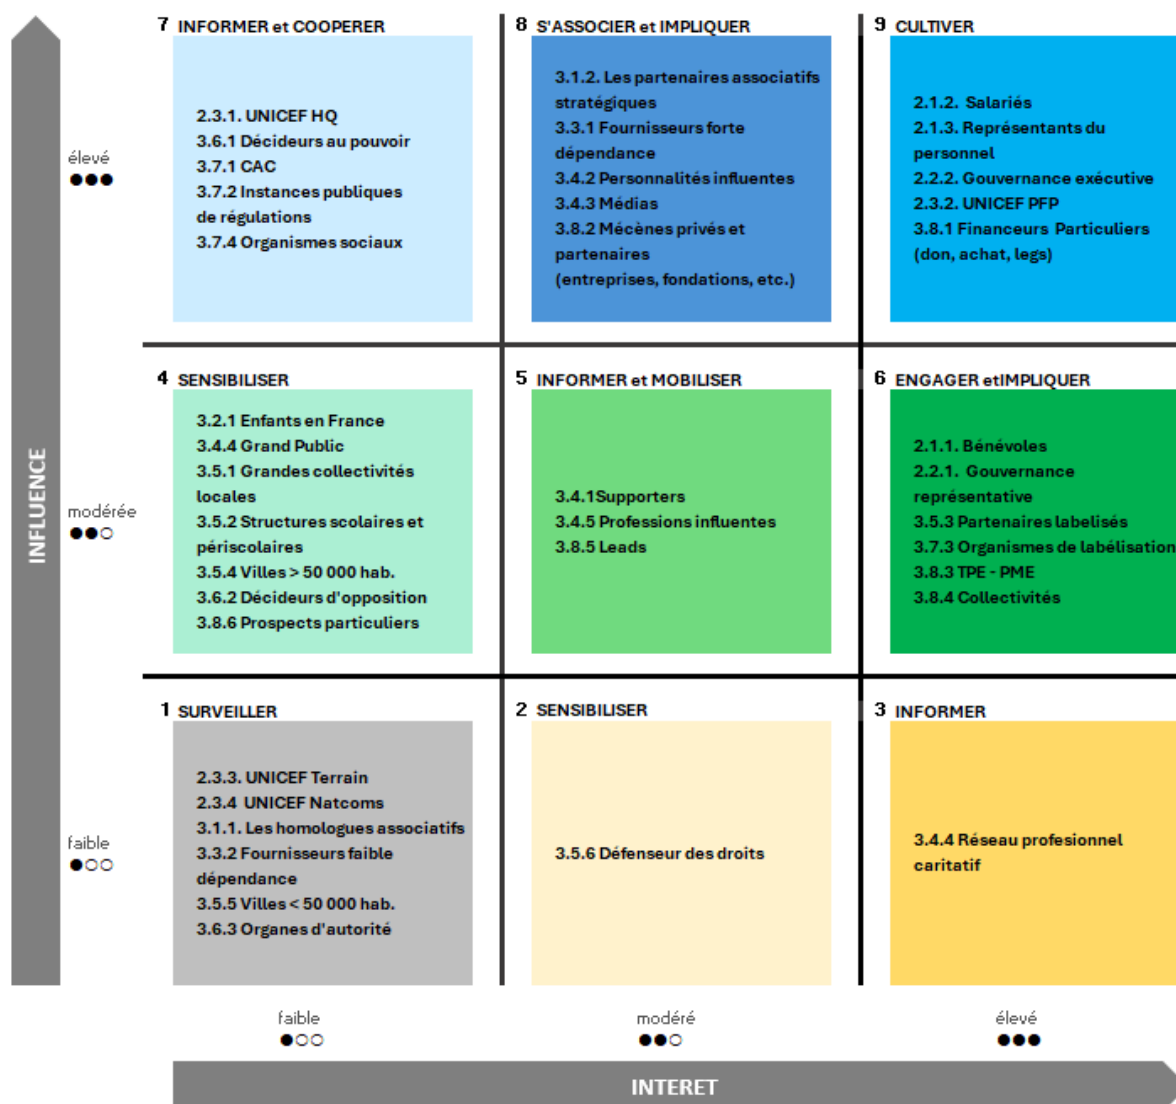 7 INFORMER et COOPERER
2.3.1. UNICEF HQ
3.6.1 Décideurs au pouvoir
3.7.1 CAC
3.7.2 Instances publiques
de régulations
3.7.4 Organismes sociaux
8 S'ASSOCIER et IMPLIQUER
3.1.2. Les partenaires associatifs
stratégiques
3.3.1 Fournisseurs forte
dépendance
3.4.2 Personnalités influentes
3.4.3 Médias
3.8.2 Mécènes privés et
partenaires
(entreprises, fondations, etc.)
9 CULTIVER
2.1.2. Salariés
2.1.3. Représentants du
personnel
2.2.2. Gouvernance exécutive
2.3.2. UNICEF PFP
3.8.1 Financeurs Particuliers
(don, achat, legs)
élevé
4 SENSIBILISER
3.2.1 Enfants en France
3.4.4 Grand Public
3.5.1 Grandes collectivités
locales
3.5.2 Structures scolaires et
périscolaires
3.5.4 Villes > 50 000 hab.
3.6.2 Décideurs d'opposition
3.8.6 Prospects particuliers
5 INFORMER et MOBILISER
3.4.1Supporters
3.4.5 Professions influentes
3.8.5 Leads
6 ENGAGER etIMPLIQUER
2.1.1. Bénévoles
2.2.1. Gouvernance
représentative
3.5.3 Partenaires labelisés
3.7.3 Organismes de labélisation
3.8.3 TPE - PME
3.8.4 Collectivités
modérée
INFLUENCE
1 SURVEILLER
2.3.3. UNICEF Terrain
2.3.4 UNICEF Natcoms
3.1.1. Les homologues associatifs
3.3.2 Fournisseurs faible
dépendance
3.5.5 Villes < 50 000 hab.
3.6.3 Organes d'autorité
2 SENSIBILISER
3.5.6 Défenseur des droits
3 INFORMER
3.4.4 Réseau profesionnel
caritatif
faible
faible
modéré
élevé
INTERET